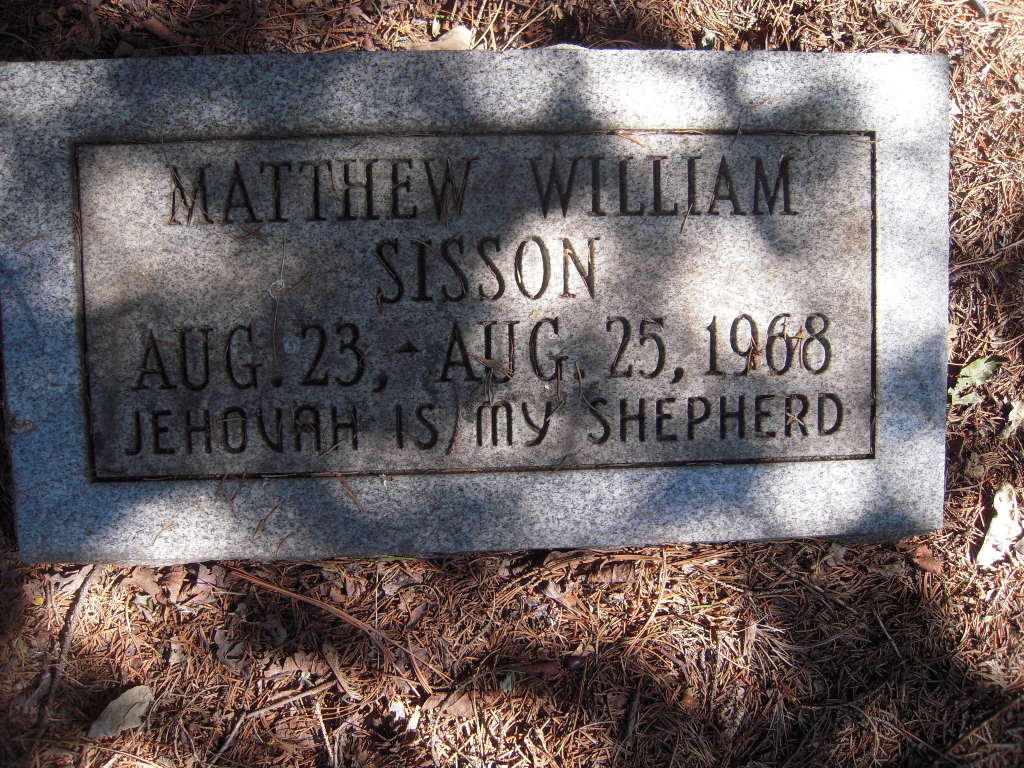 MATTHEW WILLIAM
SISSON
AUG. 23, - AUG. 25, 1968
JEHOVAH IS MY SHEPHERD